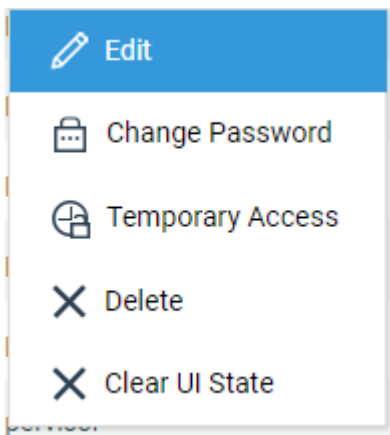 Edit
Change Password
Temporary Access
Delete
Clear UI State